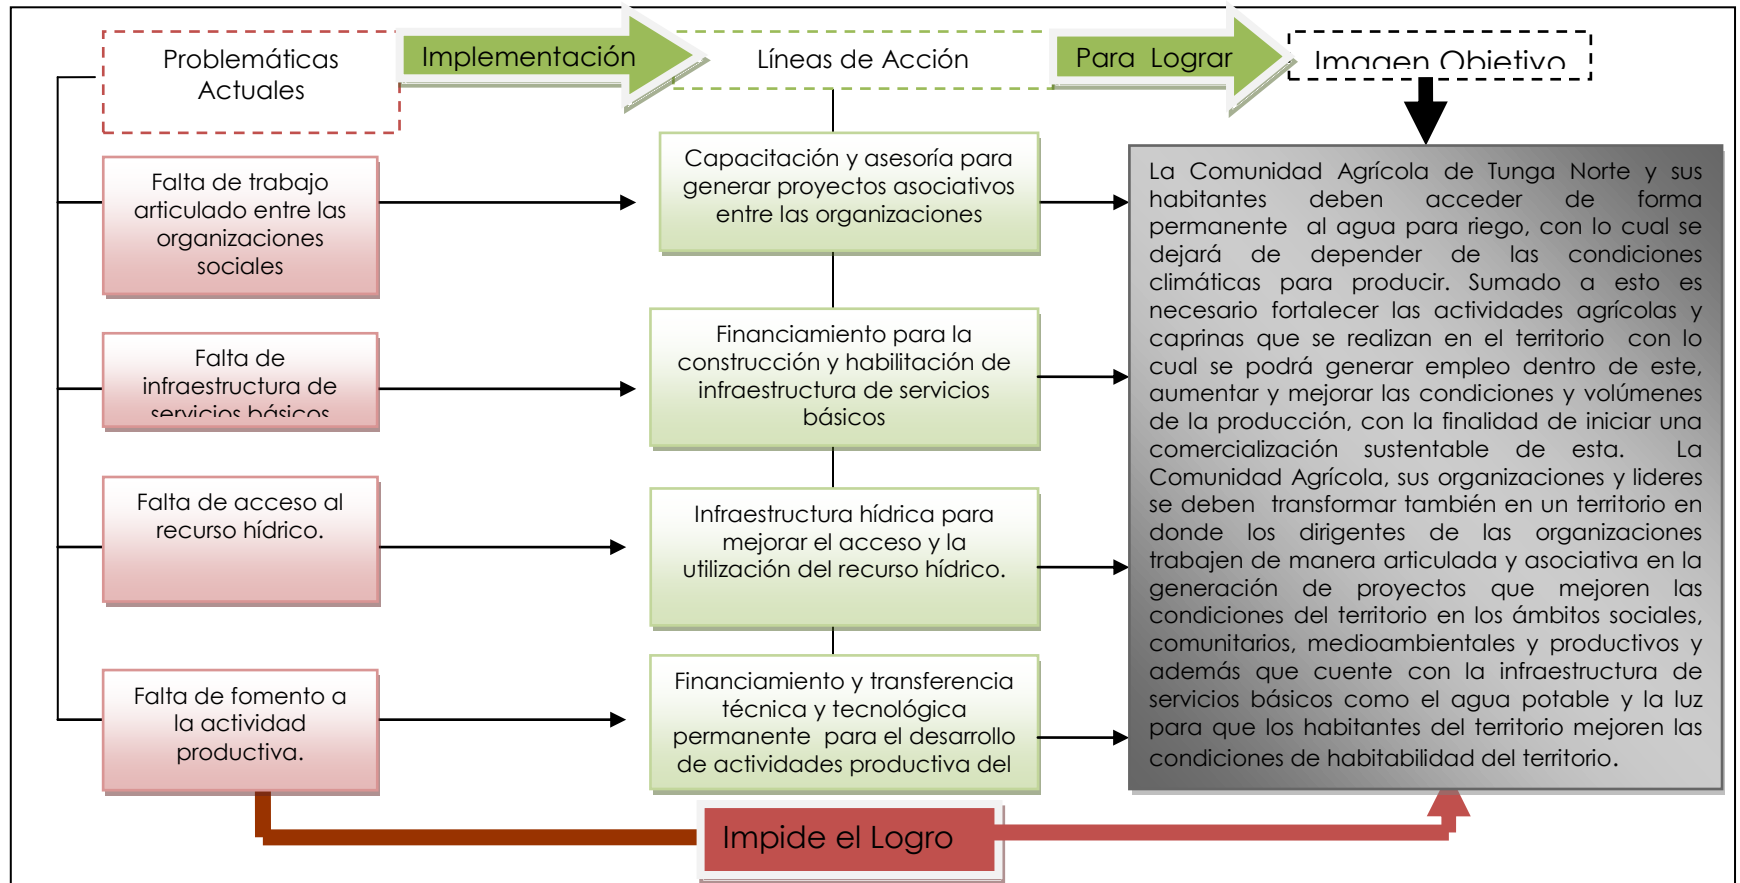 Problemáticas
Actuales
Implementación
Líneas de Acción
Para Lograr
Imagen Objetivo
Falta de trabajo
articulado entre las
organizaciones
sociales
Capacitación y asesoría para
generar proyectos asociativos
entre las organizaciones
Falta de
infraestructura de
servicios básicos
Financiamiento para la
construcción y habilitación de
infraestructura de servicios
básicos
Falta de acceso al
recurso hídrico.
Infraestructura hídrica para
mejorar el acceso y la
utilización del recurso hídrico.
Falta de fomento a
la actividad
productiva.
Financiamiento y transferencia
técnica y tecnológica
permanente para el desarrollo
de actividades productiva del
La Comunidad Agrícola de Tunga Norte y sus
habitantes deben acceder de forma
permanente al agua para riego, con lo cual se
dejará de depender de las condiciones
climáticas para producir. Sumado a esto es
necesario fortalecer las actividades agrícolas y
caprinas que se realizan en el territorio con lo
cual se podrá generar empleo dentro de este,
aumentar y mejorar las condiciones y volúmenes
de la producción, con la finalidad de iniciar una
comercialización sustentable de esta. La
Comunidad Agrícola, sus organizaciones y lideres
se deben transformar también en un territorio en
donde los dirigentes de las organizaciones
trabajen de manera articulada y asociativa en la
generación de proyectos que mejoren las
condiciones del territorio en los ámbitos sociales,
comunitarios, medioambientales y productivos y
además que cuente con la infraestructura de
servicios básicos como el agua potable y la luz
para que los habitantes del territorio mejoren las
condiciones de habitabilidad del territorio.
Impide el Logro